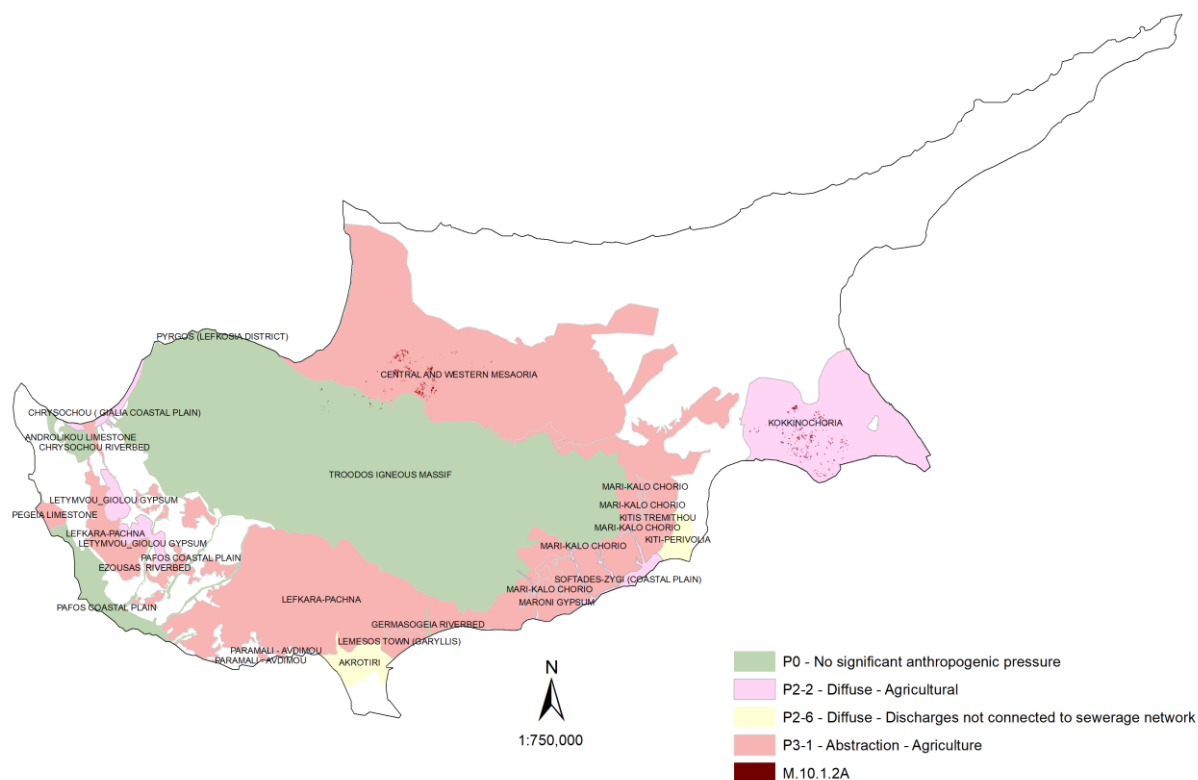 PYRGOS (LEFKOSIA DISTRICT)
CENTRAL AND WESTERN MESAORIA
CHRYSOCHOU ( GIALIA COASTAL PLAIN)
KOKKINOCHORIA
ANDROLIKOU LIMESTONE
CHRYSOCHOU RIVERBED
TROODOS IGNEOUS MASSIF
MARI-KALO CHORIO
LETYMVOU_GIOLOU GYPSUM
MARI-KALO CHORIO
PEGEIA LIMESTONE
KITIS TREMITHOU
MARI-KALO CHORIO
LEFKARA-PACHNA
KITI-PERIVOLIA
LETYMVOU_GIOLOU GYPSUM
MARI-KALO CHORIO
PAFOS COASTAL PLAIN
EZOUSAS RIVERBED
SOFTADES-ZYGI (COASTAL PLAIN)
MARI-KALO CHORIO
LEFKARA-PACHNA
MARONI GYPSUM
PAFOS COASTAL PLAIN
GERMASOGEIA RIVERBED
LEMESOS TOWN (GARYLLIS)
PARAMALI - AVDIMOU
PARAMALI - AVDIMOU
AKROTIRI
N
1:750,000
P0 - No significant anthropogenic pressure
P2-2 - Diffuse - Agricultural
P2-6 - Diffuse - Discharges not connected to sewerage network
P3-1 - Abstraction - Agriculture
M.10.1.2A